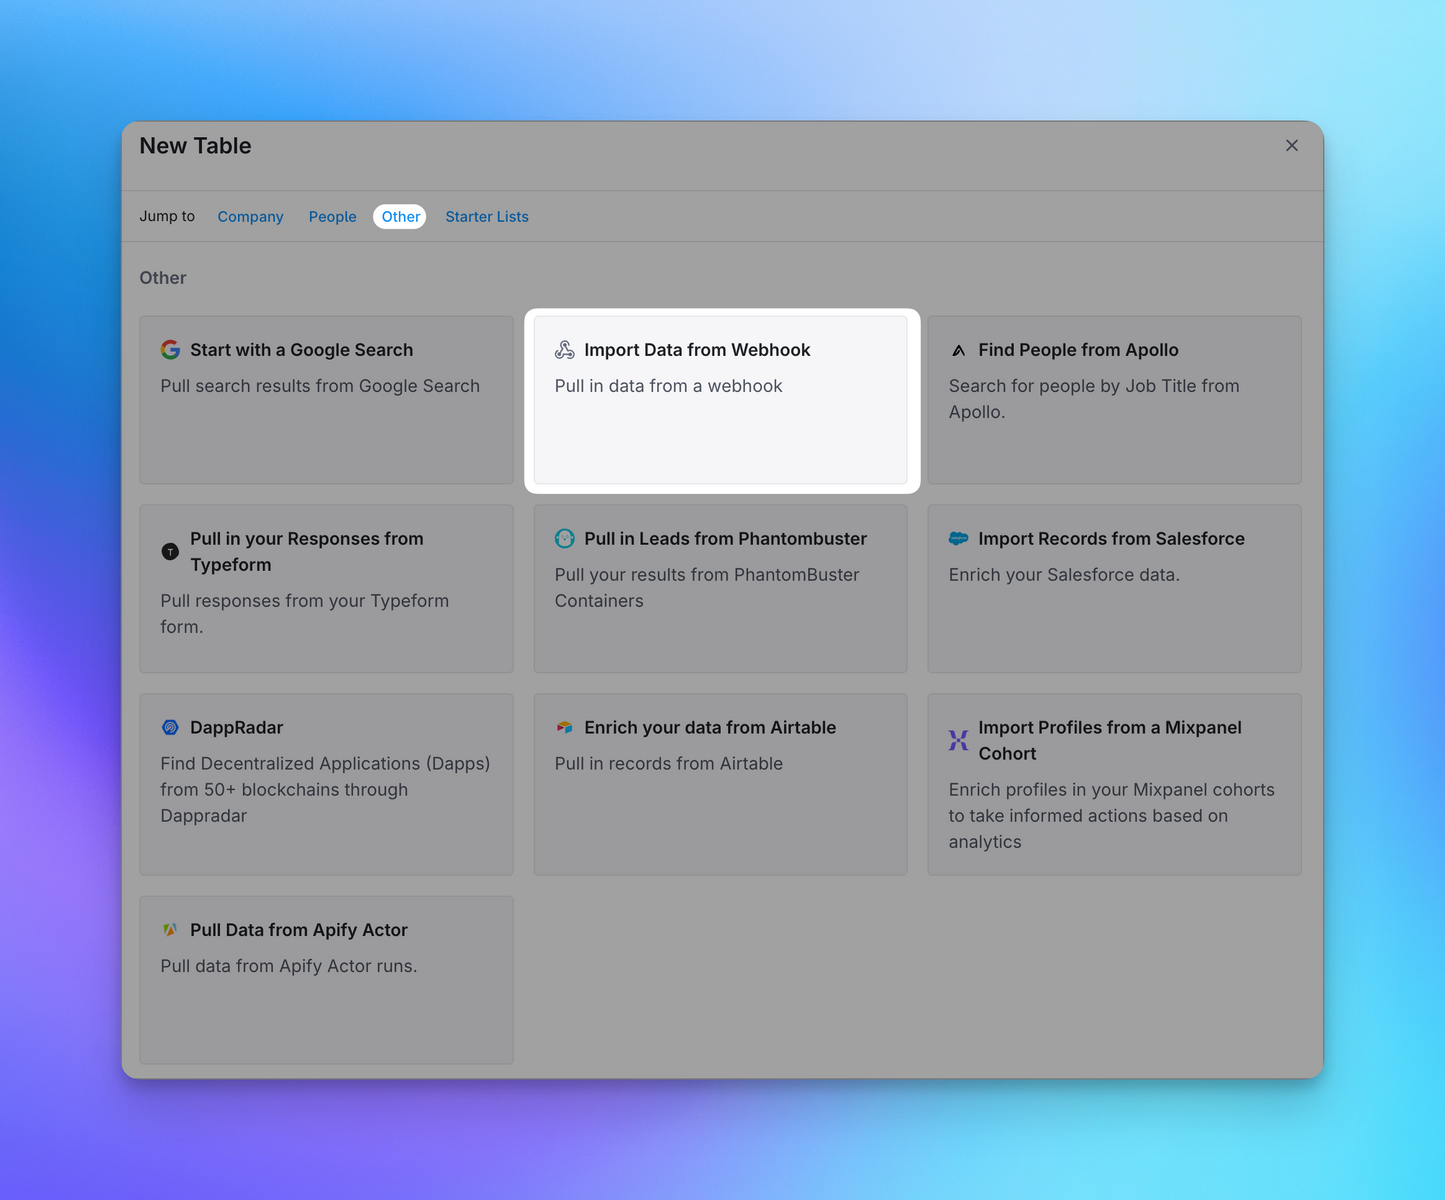 New Table
Jump to Company People Other Starter Lists
Other
Start with a Google Search
Pull search results from Google Search
Import Data from Webhook
Pull in data from a webhook
Find People from Apollo
Search for people by Job Title from
Apollo.
Pull in your Responses from
Typeform
Pull responses from your Typeform
form.
Pull in Leads from Phantombuster
Pull your results from PhantomBuster
Containers
Import Records from Salesforce
Enrich your Salesforce data.
DappRadar
Find Decentralized Applications (Dapps)
from 50+ blockchains through
Dappradar
Enrich your data from Airtable
Pull in records from Airtable
Import Profiles from a Mixpanel
Cohort
Enrich profiles in your Mixpanel cohorts
to take informed actions based on
analytics
Pull Data from Apify Actor
Pull data from Apify Actor runs.